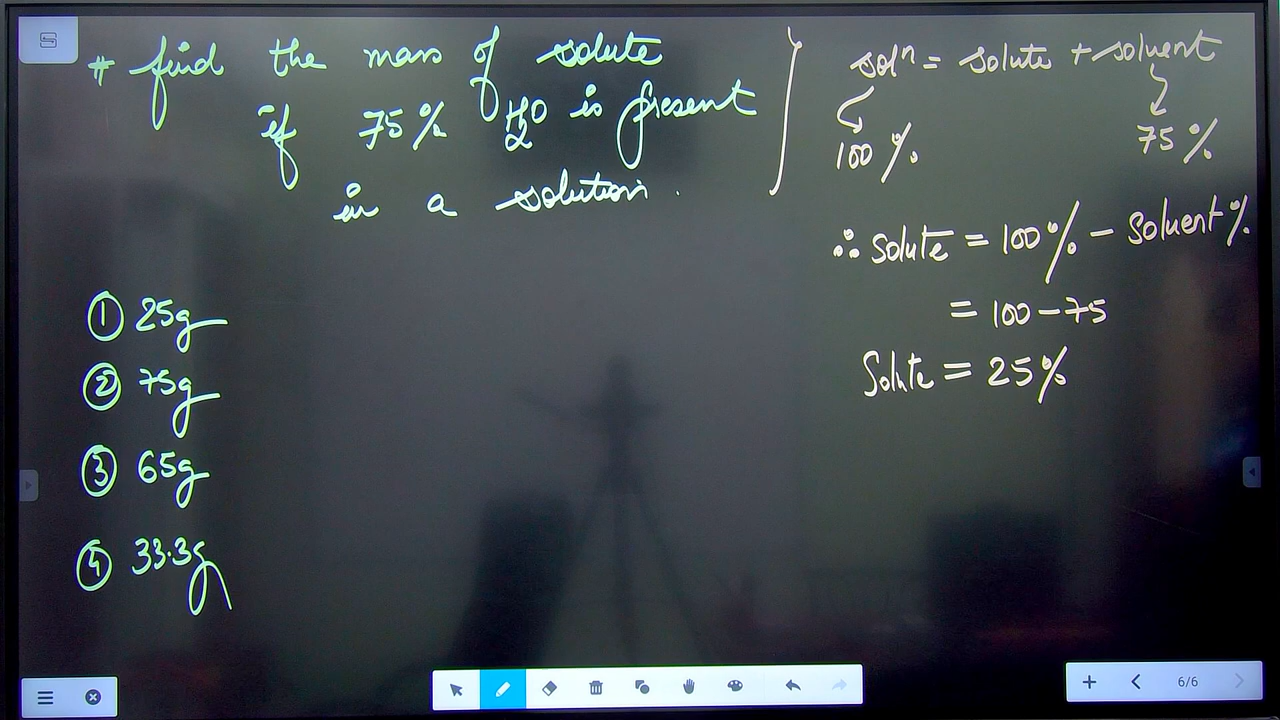 # find the mass of solute
if 75% H2O is present
in a solution.
① 25g
② 75g
③ 65g
④ 33.3g
solⁿ = solute + solvent
100% 75%
∴ solute = 100% - solvent%
= 100 - 75
Solute = 25%
6/6